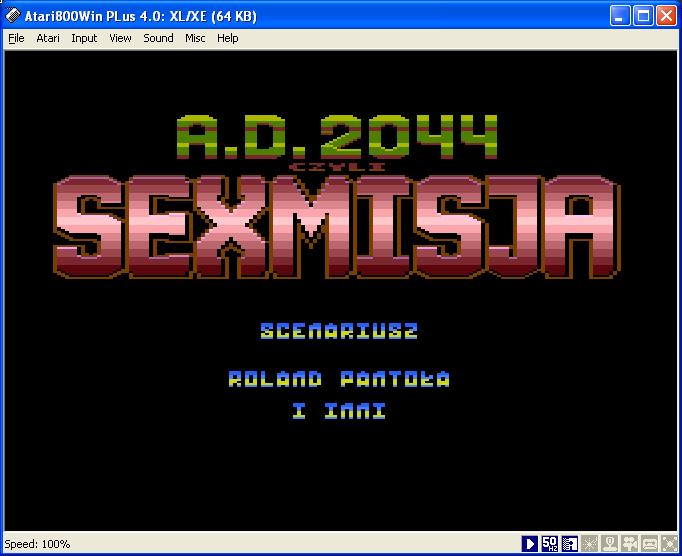 Atari800Win PLus 4.0: XL/XE (64 KB)
File Atari Input View Sound Misc Help
A.D. 2044
CZYLI
SEXMISJA
SCENARIUSZ
ROLAND PANTOŁA
I INNI
Speed: 100%
50 Hz